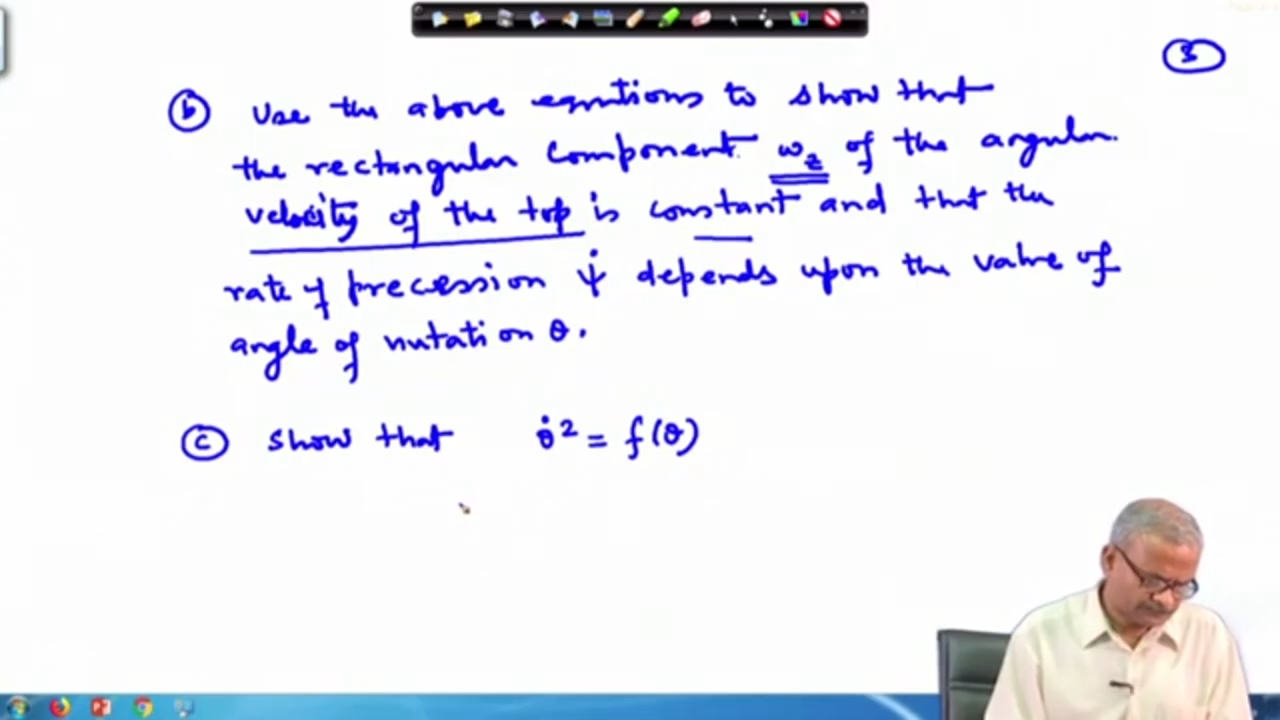 3
b Use the above equations to show that
the rectangular component ω_z of the angular
velocity of the top is constant and that the
rate of precession ψ̇ depends upon the value of
angle of nutation θ.
c Show that θ̇² = f(θ)